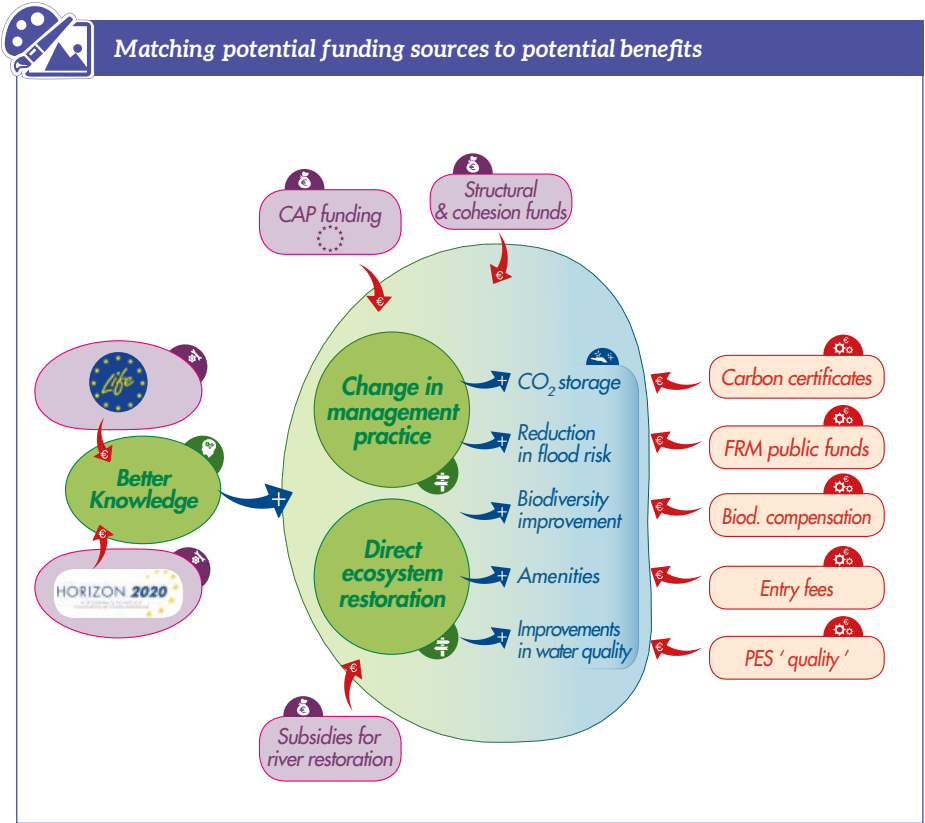 Matching potential funding sources to potential benefits
CAP funding
Structural
& cohesion funds
Life
Better
Knowledge
HORIZON 2020
Change in
management
practice
Direct
ecosystem
restoration
CO₂ storage
Reduction
in flood risk
Biodiversity
improvement
Amenities
Improvements
in water quality
Carbon certificates
FRM public funds
Biod. compensation
Entry fees
PES ‘ quality ’
Subsidies for
river restoration